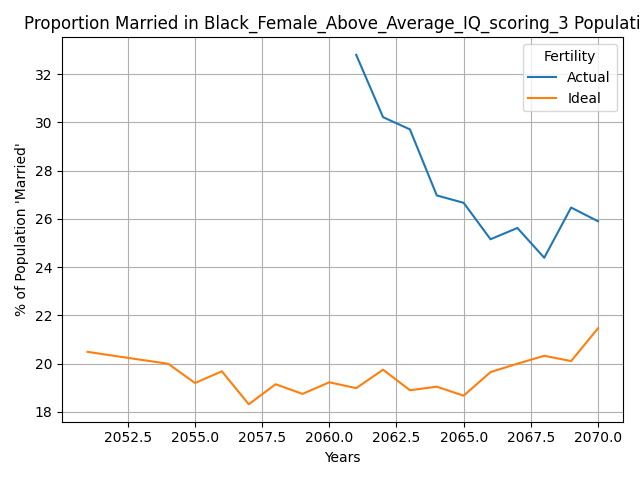 Proportion Married in Black_Female_Above_Average_IQ_scoring_3 Populati
Fertility
Actual
Ideal
32
30
28
26
24
22
20
18
% of Population 'Married'
2052.5 2055.0 2057.5 2060.0 2062.5 2065.0 2067.5 2070.0
Years